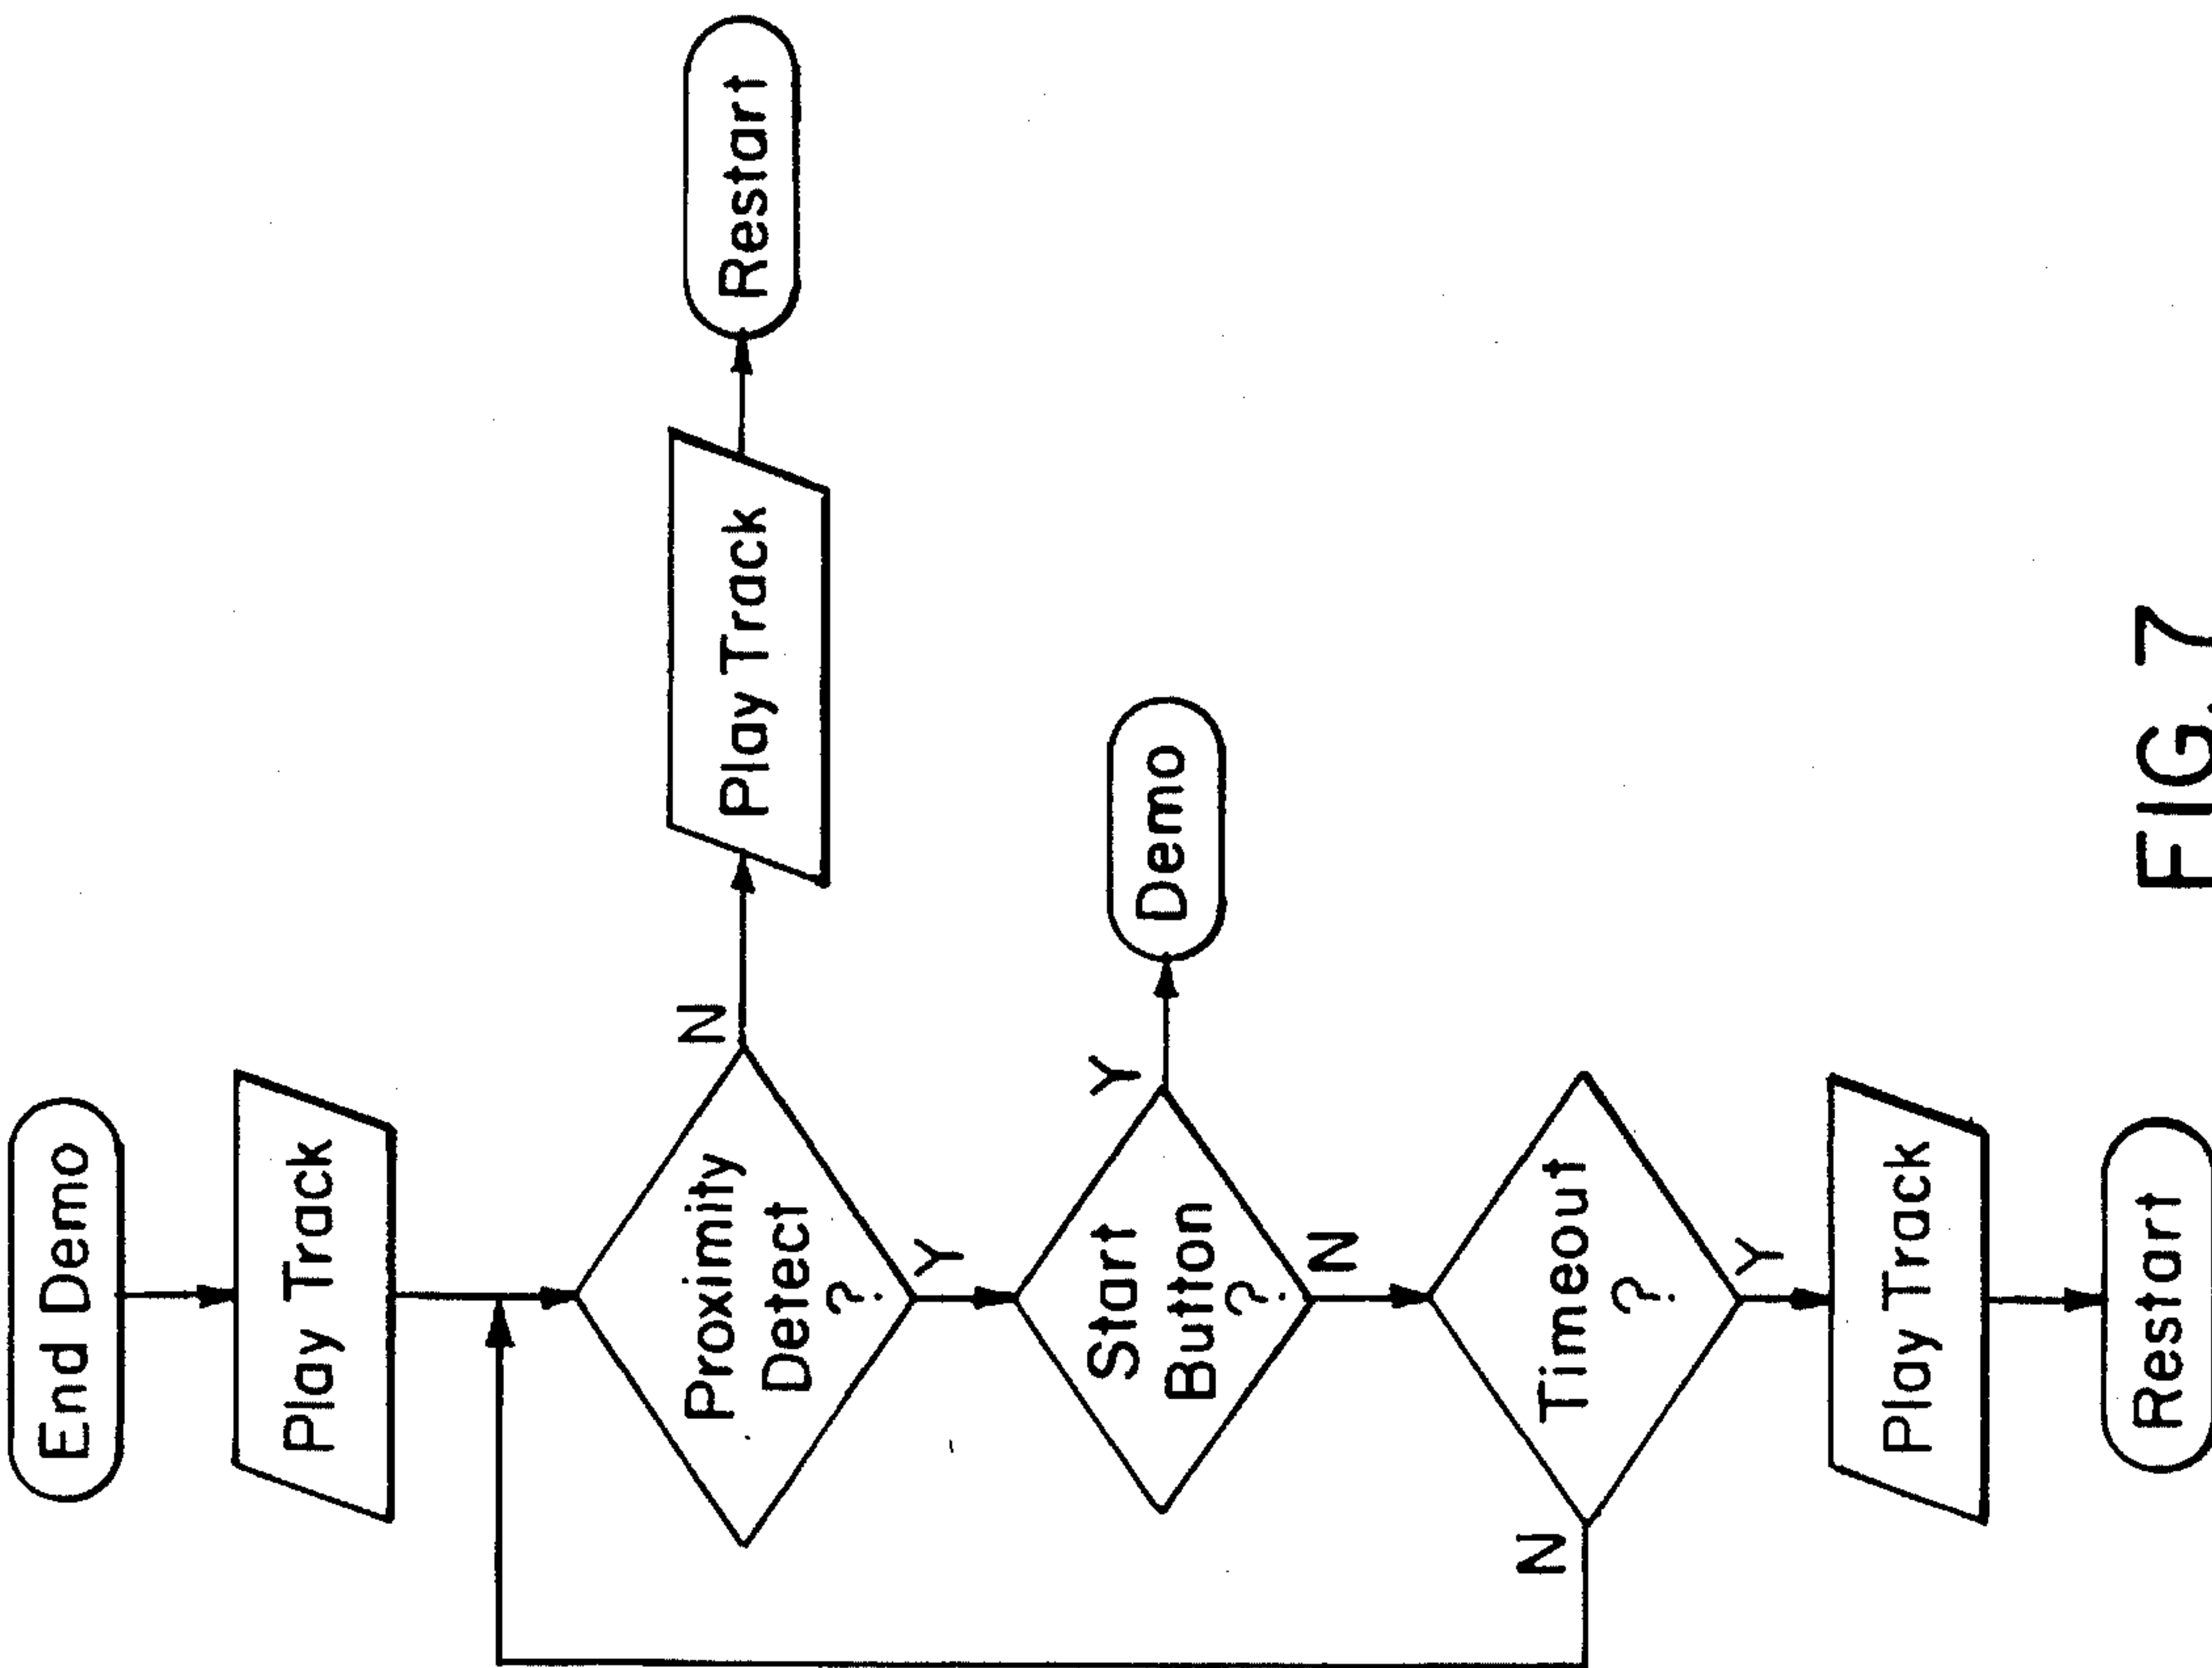 End Demo
Play Track
Proximity
Detect
?
N
Play Track
Restart
Y
Start
Button
?
Y
Demo
N
Timeout
?
N
Y
Play Track
Restart
FIG. 7